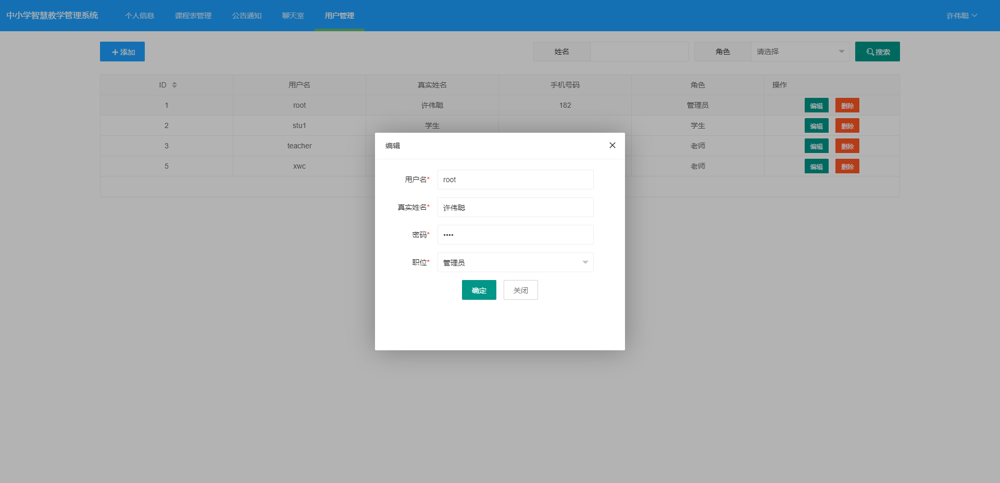 中小学智慧教学管理系统 个人信息 课程表管理 公告通知 聊天室 用户管理 许伟聪
添加 姓名 角色 请选择 搜索
ID 用户名 真实姓名 手机号码 角色 操作
1 root 许伟聪 182 管理员 编辑 删除
2 stu1 学生 学生 编辑 删除
3 teacher 老师 编辑 删除
5 xwc 老师 编辑 删除
编辑
用户名* root
真实姓名* 许伟聪
密码* ••••
职位* 管理员
确定 关闭